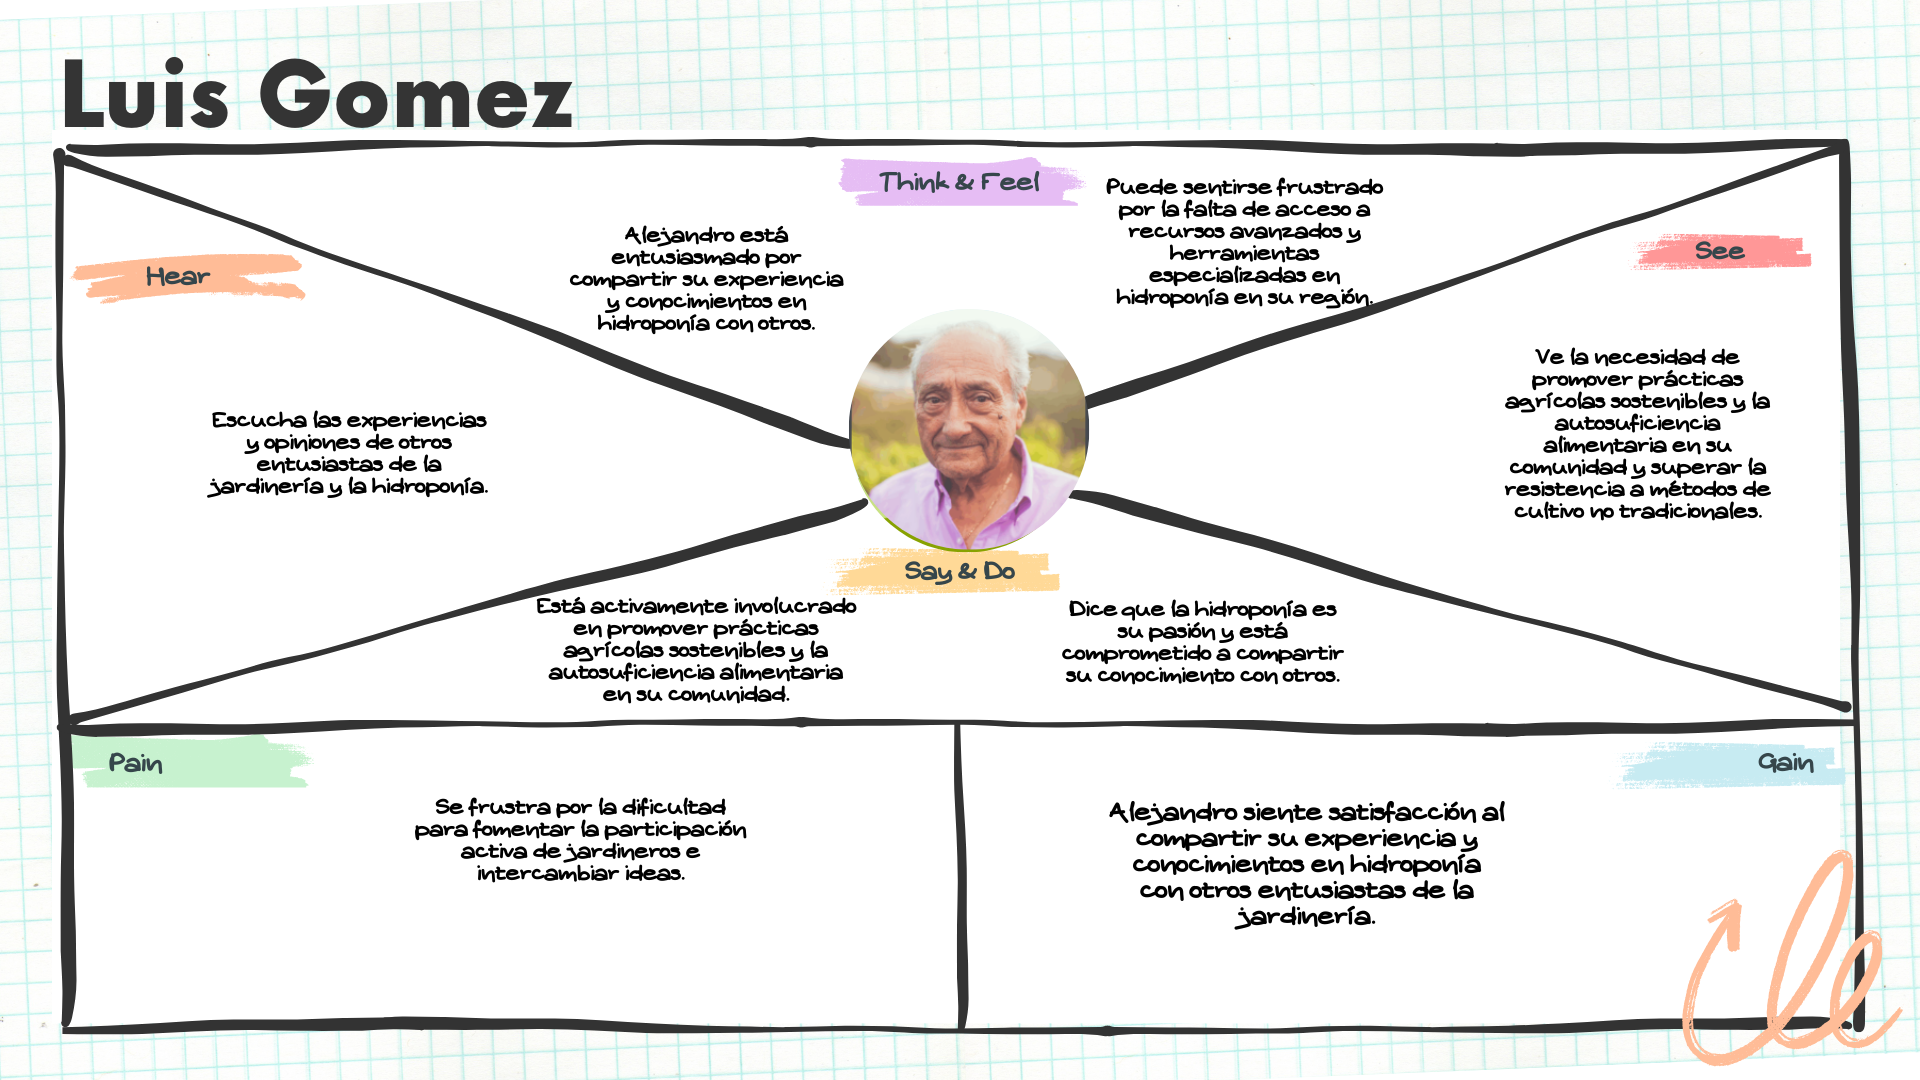 Luis Gomez
Think & Feel
Alejandro está
entusiasmado por
compartir su experiencia
y conocimientos en
hidroponía con otros.
Puede sentirse frustrado
por la falta de acceso a
recursos avanzados y
herramientas
especializadas en
hidroponía en su región.
Hear
Escucha las experiencias
y opiniones de otros
entusiastas de la
jardinería y la hidroponía.
See
Ve la necesidad de
promover prácticas
agrícolas sostenibles y la
autosuficiencia
alimentaria en su
comunidad y superar la
resistencia a métodos de
cultivo no tradicionales.
Say & Do
Está activamente involucrado
en promover prácticas
agrícolas sostenibles y la
autosuficiencia alimentaria
en su comunidad.
Dice que la hidroponía es
su pasión y está
comprometido a compartir
su conocimiento con otros.
Pain
Se frustra por la dificultad
para fomentar la participación
activa de jardineros e
intercambiar ideas.
Gain
Alejandro siente satisfacción al
compartir su experiencia y
conocimientos en hidroponía
con otros entusiastas de la
jardinería.